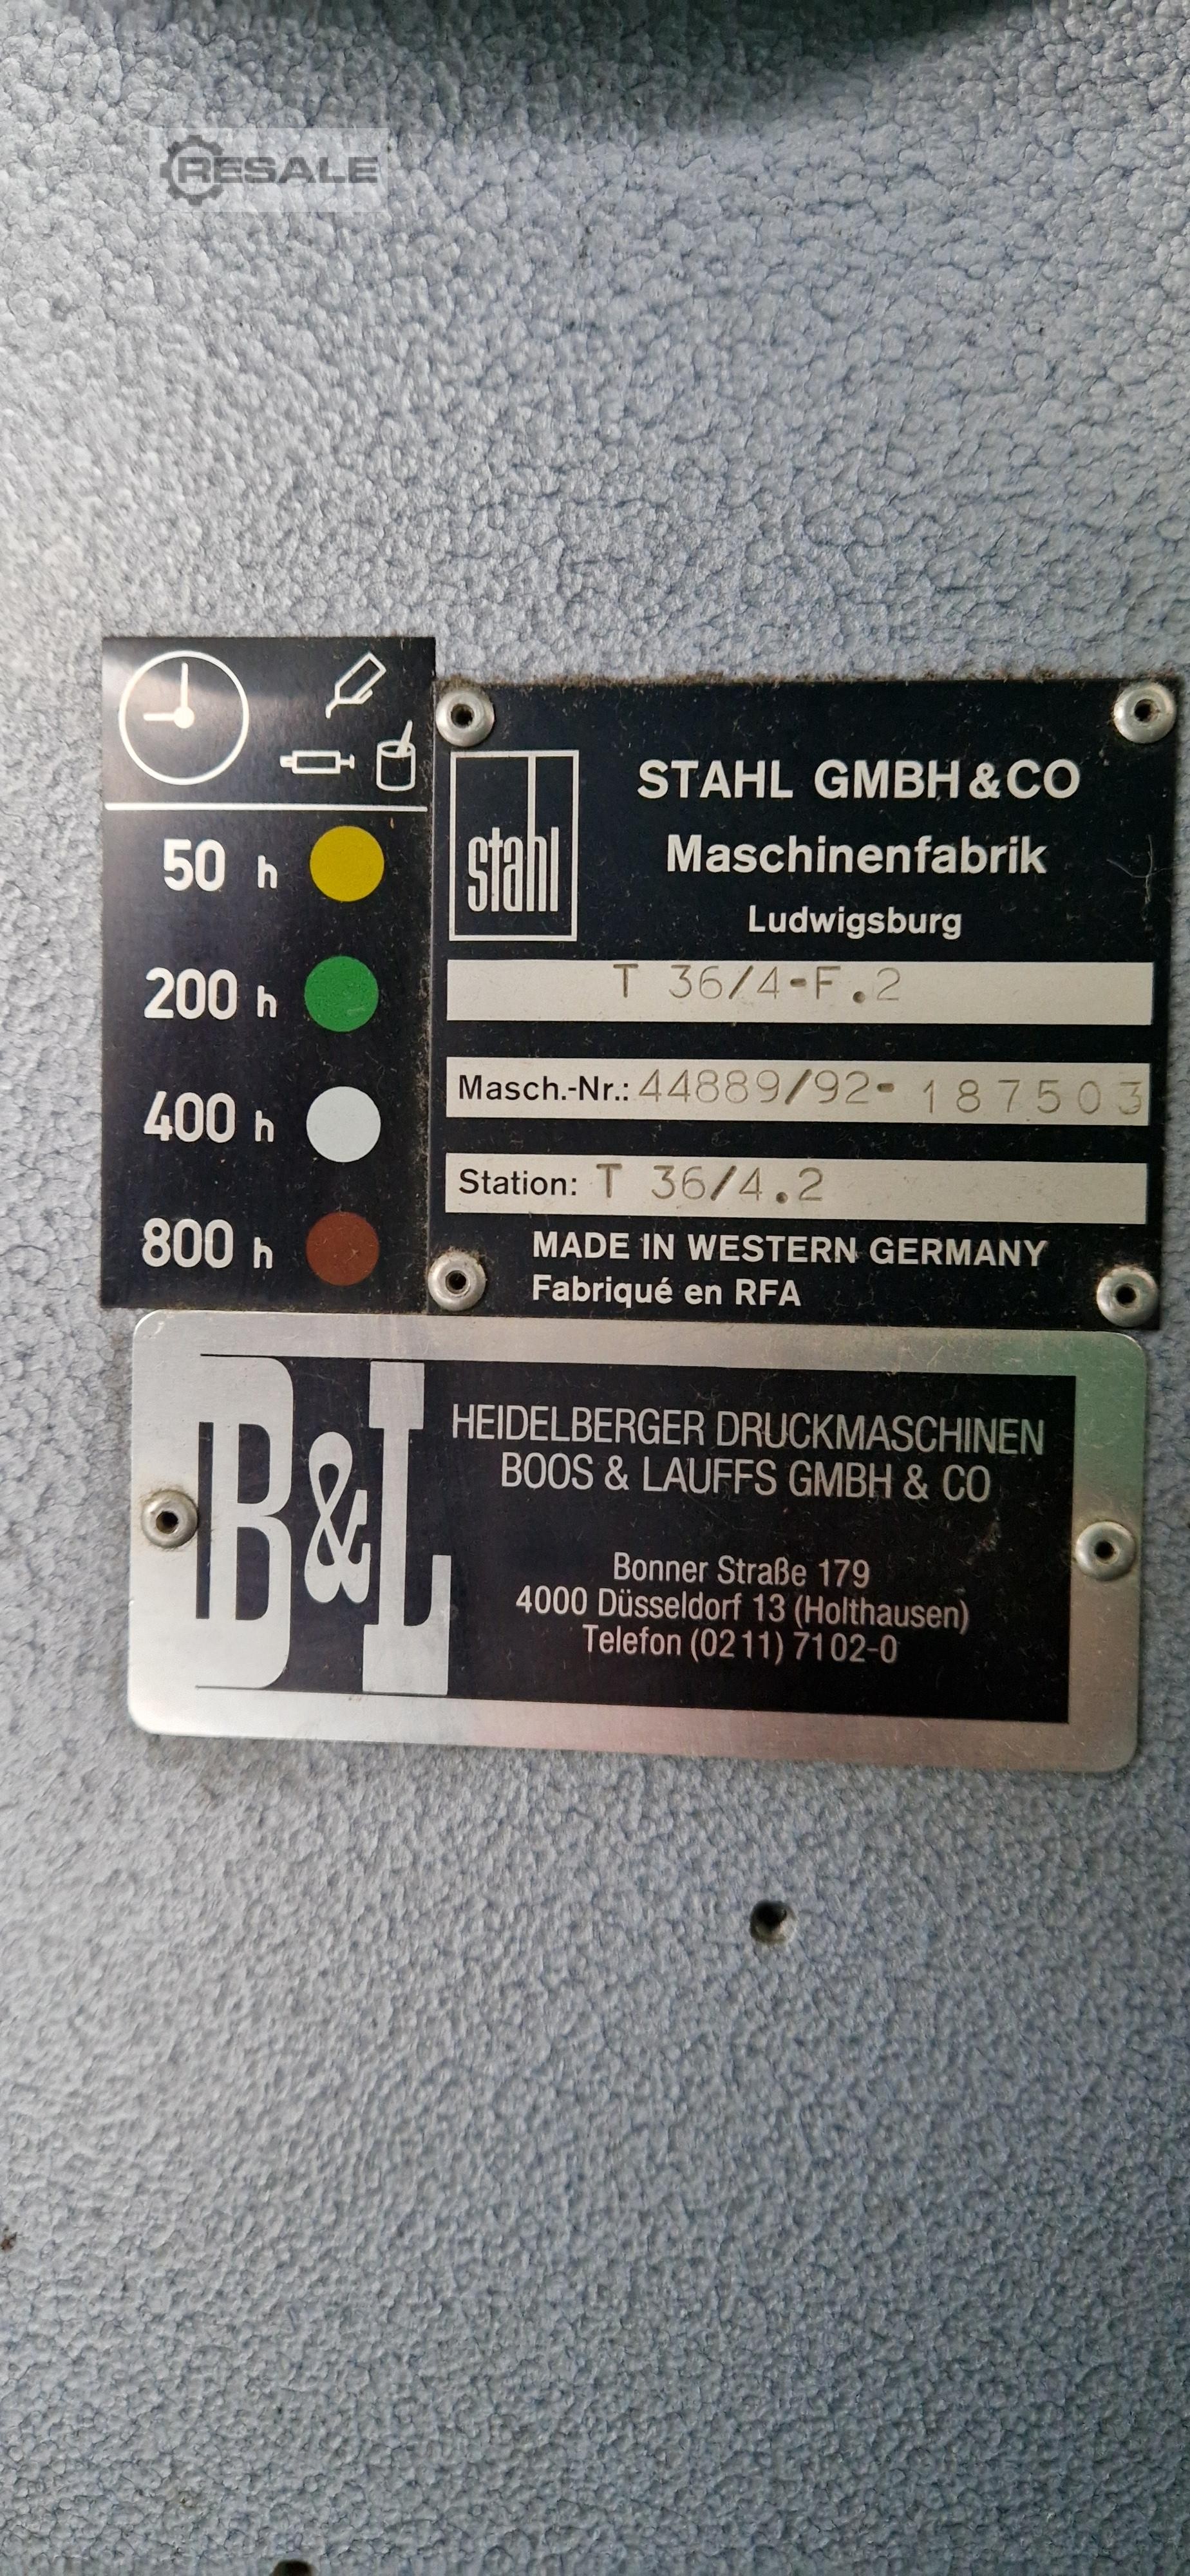 RESALE
50 h
200 h
400 h
800 h
stahl
STAHL GMBH & CO
Maschinenfabrik
Ludwigsburg
T 36/4-F.2
Masch.-Nr.: 44889/92-187503
Station: T 36/4.2
MADE IN WESTERN GERMANY
Fabriqué en RFA
B&L
HEIDELBERGER DRUCKMASCHINEN
BOOS & LAUFFS GMBH & CO
Bonner Straße 179
4000 Düsseldorf 13 (Holthausen)
Telefon (0211) 7102-0